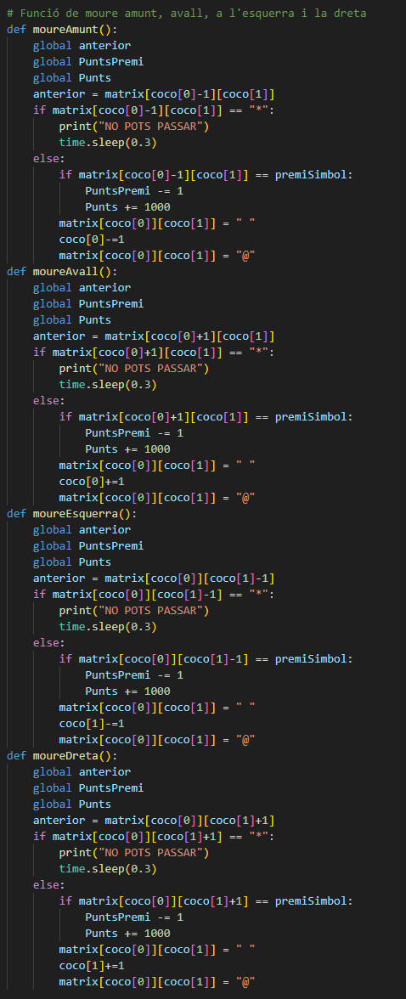 # Funció de moure amunt, avall, a l'esquerra i la dreta
def moureAmunt():
    global anterior
    global PuntsPremi
    global Punts
    anterior = matrix[coco[0]-1][coco[1]]
    if matrix[coco[0]-1][coco[1]] == "*":
        print("NO POTS PASSAR")
        time.sleep(0.3)
    else:
        if matrix[coco[0]-1][coco[1]] == premiSimbol:
            PuntsPremi -= 1
            Punts += 1000
        matrix[coco[0]][coco[1]] = " "
        coco[0]-=1
        matrix[coco[0]][coco[1]] = "@"
def moureAvall():
    global anterior
    global PuntsPremi
    global Punts
    anterior = matrix[coco[0]+1][coco[1]]
    if matrix[coco[0]+1][coco[1]] == "*":
        print("NO POTS PASSAR")
        time.sleep(0.3)
    else:
        if matrix[coco[0]+1][coco[1]] == premiSimbol:
            PuntsPremi -= 1
            Punts += 1000
        matrix[coco[0]][coco[1]] = " "
        coco[0]+=1
        matrix[coco[0]][coco[1]] = "@"
def moureEsquerra():
    global anterior
    global PuntsPremi
    global Punts
    anterior = matrix[coco[0]][coco[1]-1]
    if matrix[coco[0]][coco[1]-1] == "*":
        print("NO POTS PASSAR")
        time.sleep(0.3)
    else:
        if matrix[coco[0]][coco[1]-1] == premiSimbol:
            PuntsPremi -= 1
            Punts += 1000
        matrix[coco[0]][coco[1]] = " "
        coco[1]-=1
        matrix[coco[0]][coco[1]] = "@"
def moureDreta():
    global anterior
    global PuntsPremi
    global Punts
    anterior = matrix[coco[0]][coco[1]+1]
    if matrix[coco[0]][coco[1]+1] == "*":
        print("NO POTS PASSAR")
        time.sleep(0.3)
    else:
        if matrix[coco[0]][coco[1]+1] == premiSimbol:
            PuntsPremi -= 1
            Punts += 1000
        matrix[coco[0]][coco[1]] = " "
        coco[1]+=1
        matrix[coco[0]][coco[1]] = "@"